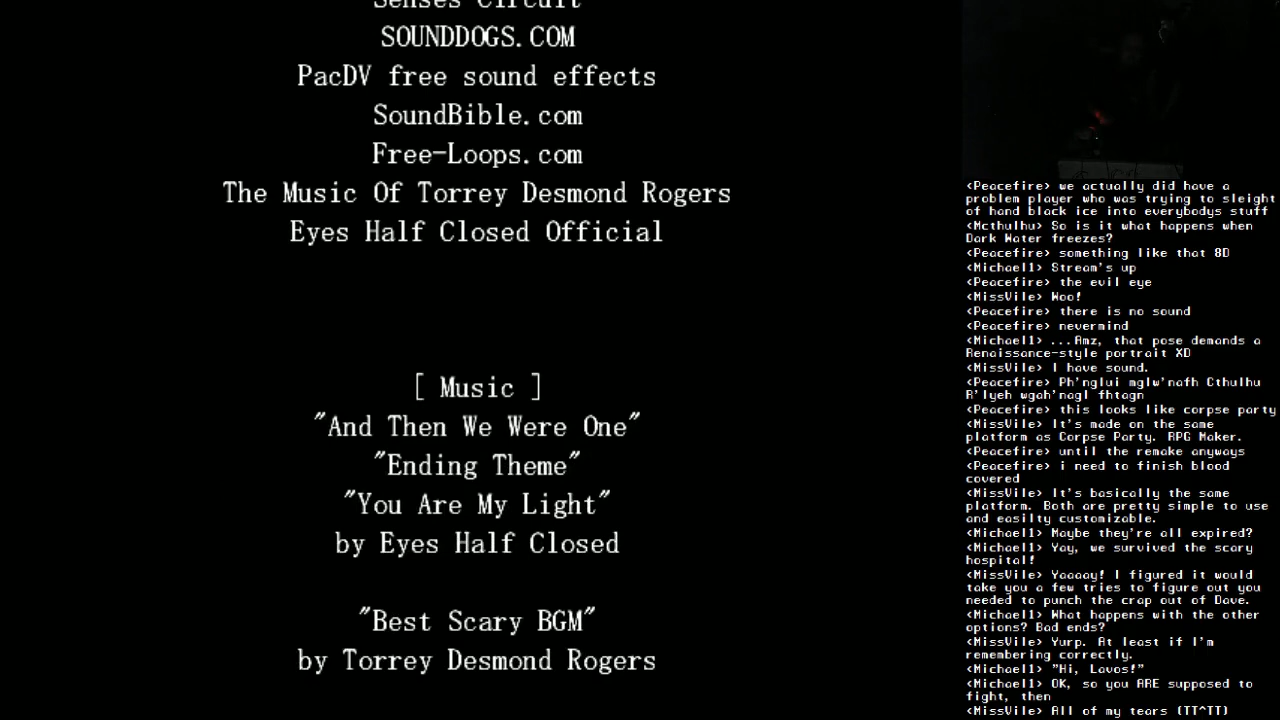 Senses Circuit
SOUNDDOGS.COM
PacDV free sound effects
SoundBible.com
Free-Loops.com
The Music Of Torrey Desmond Rogers
Eyes Half Closed Official
[ Music ]
"And Then We Were One"
"Ending Theme"
"You Are My Light"
by Eyes Half Closed
"Best Scary BGM"
by Torrey Desmond Rogers
<Peacefire> we actually did have a
problem player who was trying to sleight
of hand black ice into everybodys stuff
<Mcthulhu> So is it what happens when
Dark Water freezes?
<Peacefire> something like that 8D
<Michael1> Stream's up
<Peacefire> the evil eye
<MissVile> Woo!
<Peacefire> there is no sound
<Peacefire> nevermind
<Michael1> ...Amz, that pose demands a
Renaissance-style portrait XD
<MissVile> I have sound.
<Peacefire> Ph'nglui mglw'nafh Cthulhu
R'lyeh wgah'nagl fhtagn
<Peacefire> this looks like corpse party
<MissVile> It's made on the same
platform as Corpse Party. RPG Maker.
<Peacefire> until the remake anyways
<Peacefire> i need to finish blood
covered
<MissVile> It's basically the same
platform. Both are pretty simple to use
and easilty customizable.
<Michael1> Maybe they're all expired?
<Michael1> Yay, we survived the scary
hospital!
<MissVile> Yaaaay! I figured it would
take you a few tries to figure out you
needed to punch the crap out of Dave.
<Michael1> What happens with the other
options? Bad ends?
<MissVile> Yurp. At least if I'm
remembering correctly.
<Michael1> "Hi, Lavos!"
<Michael1> OK, so you ARE supposed to
fight, then
<MissVile> All of my tears (TT^TT)